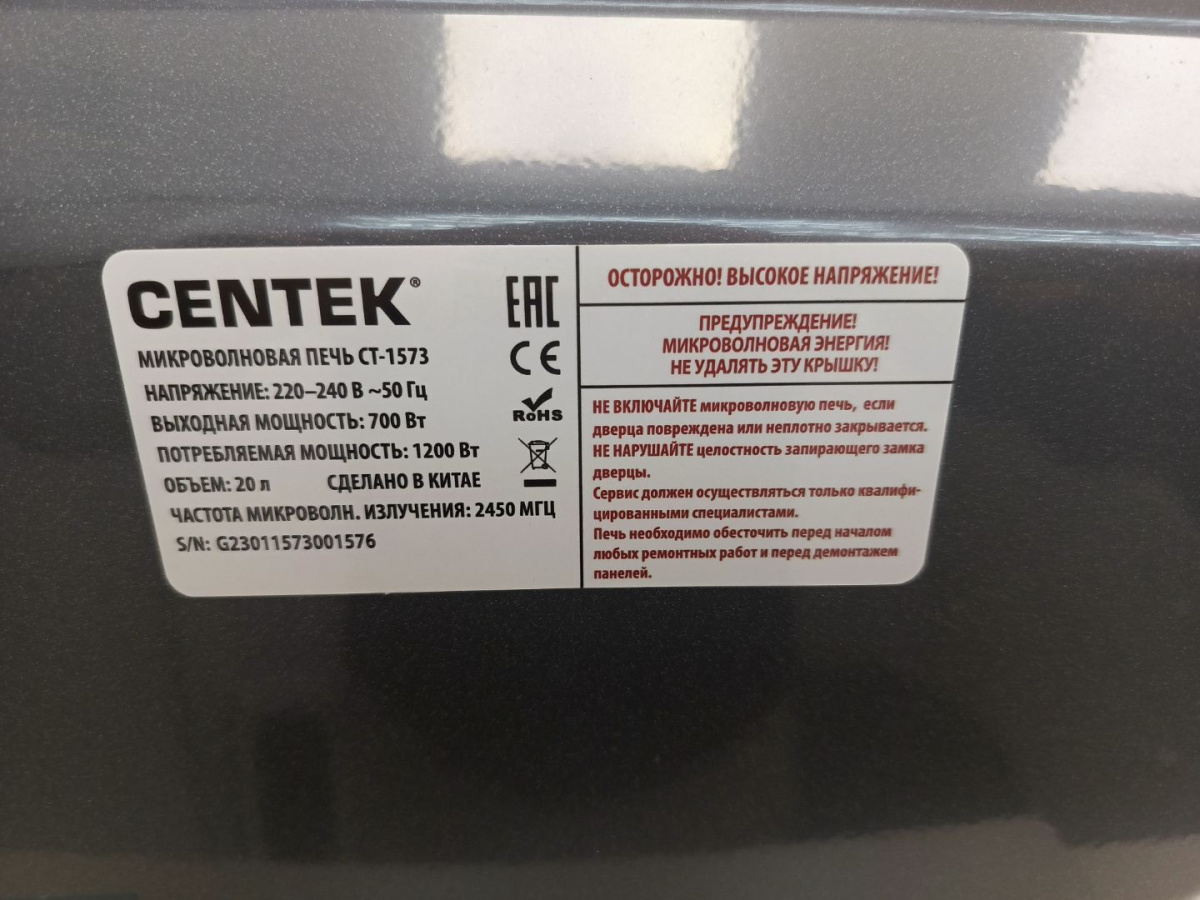 CENTEK®
МИКРОВОЛНОВАЯ ПЕЧЬ СТ-1573
НАПРЯЖЕНИЕ: 220–240 В ~50 Гц
ВЫХОДНАЯ МОЩНОСТЬ: 700 Вт
ПОТРЕБЛЯЕМАЯ МОЩНОСТЬ: 1200 Вт
ОБЪЕМ: 20 л СДЕЛАНО В КИТАЕ
ЧАСТОТА МИКРОВОЛН. ИЗЛУЧЕНИЯ: 2450 МГЦ
S/N: G23011573001576
EAC
CE
RoHS
ОСТОРОЖНО! ВЫСОКОЕ НАПРЯЖЕНИЕ!
ПРЕДУПРЕЖДЕНИЕ!
МИКРОВОЛНОВАЯ ЭНЕРГИЯ!
НЕ УДАЛЯТЬ ЭТУ КРЫШКУ!
НЕ ВКЛЮЧАЙТЕ микроволновую печь, если
дверца повреждена или неплотно закрывается.
НЕ НАРУШАЙТЕ целостность запирающего замка
дверцы.
Сервис должен осуществляться только квалифи-
цированными специалистами.
Печь необходимо обесточить перед началом
любых ремонтных работ и перед демонтажем
панелей.